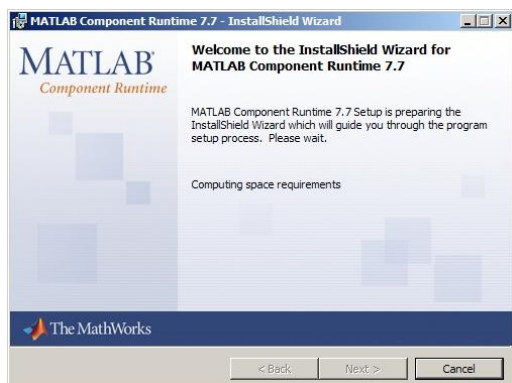 MATLAB Component Runtime 7.7 - InstallShield Wizard
MATLAB®
Component Runtime
Welcome to the InstallShield Wizard for
MATLAB Component Runtime 7.7
MATLAB Component Runtime 7.7 Setup is preparing the
InstallShield Wizard which will guide you through the program
setup process. Please wait.
Computing space requirements
The MathWorks
< Back
Next >
Cancel